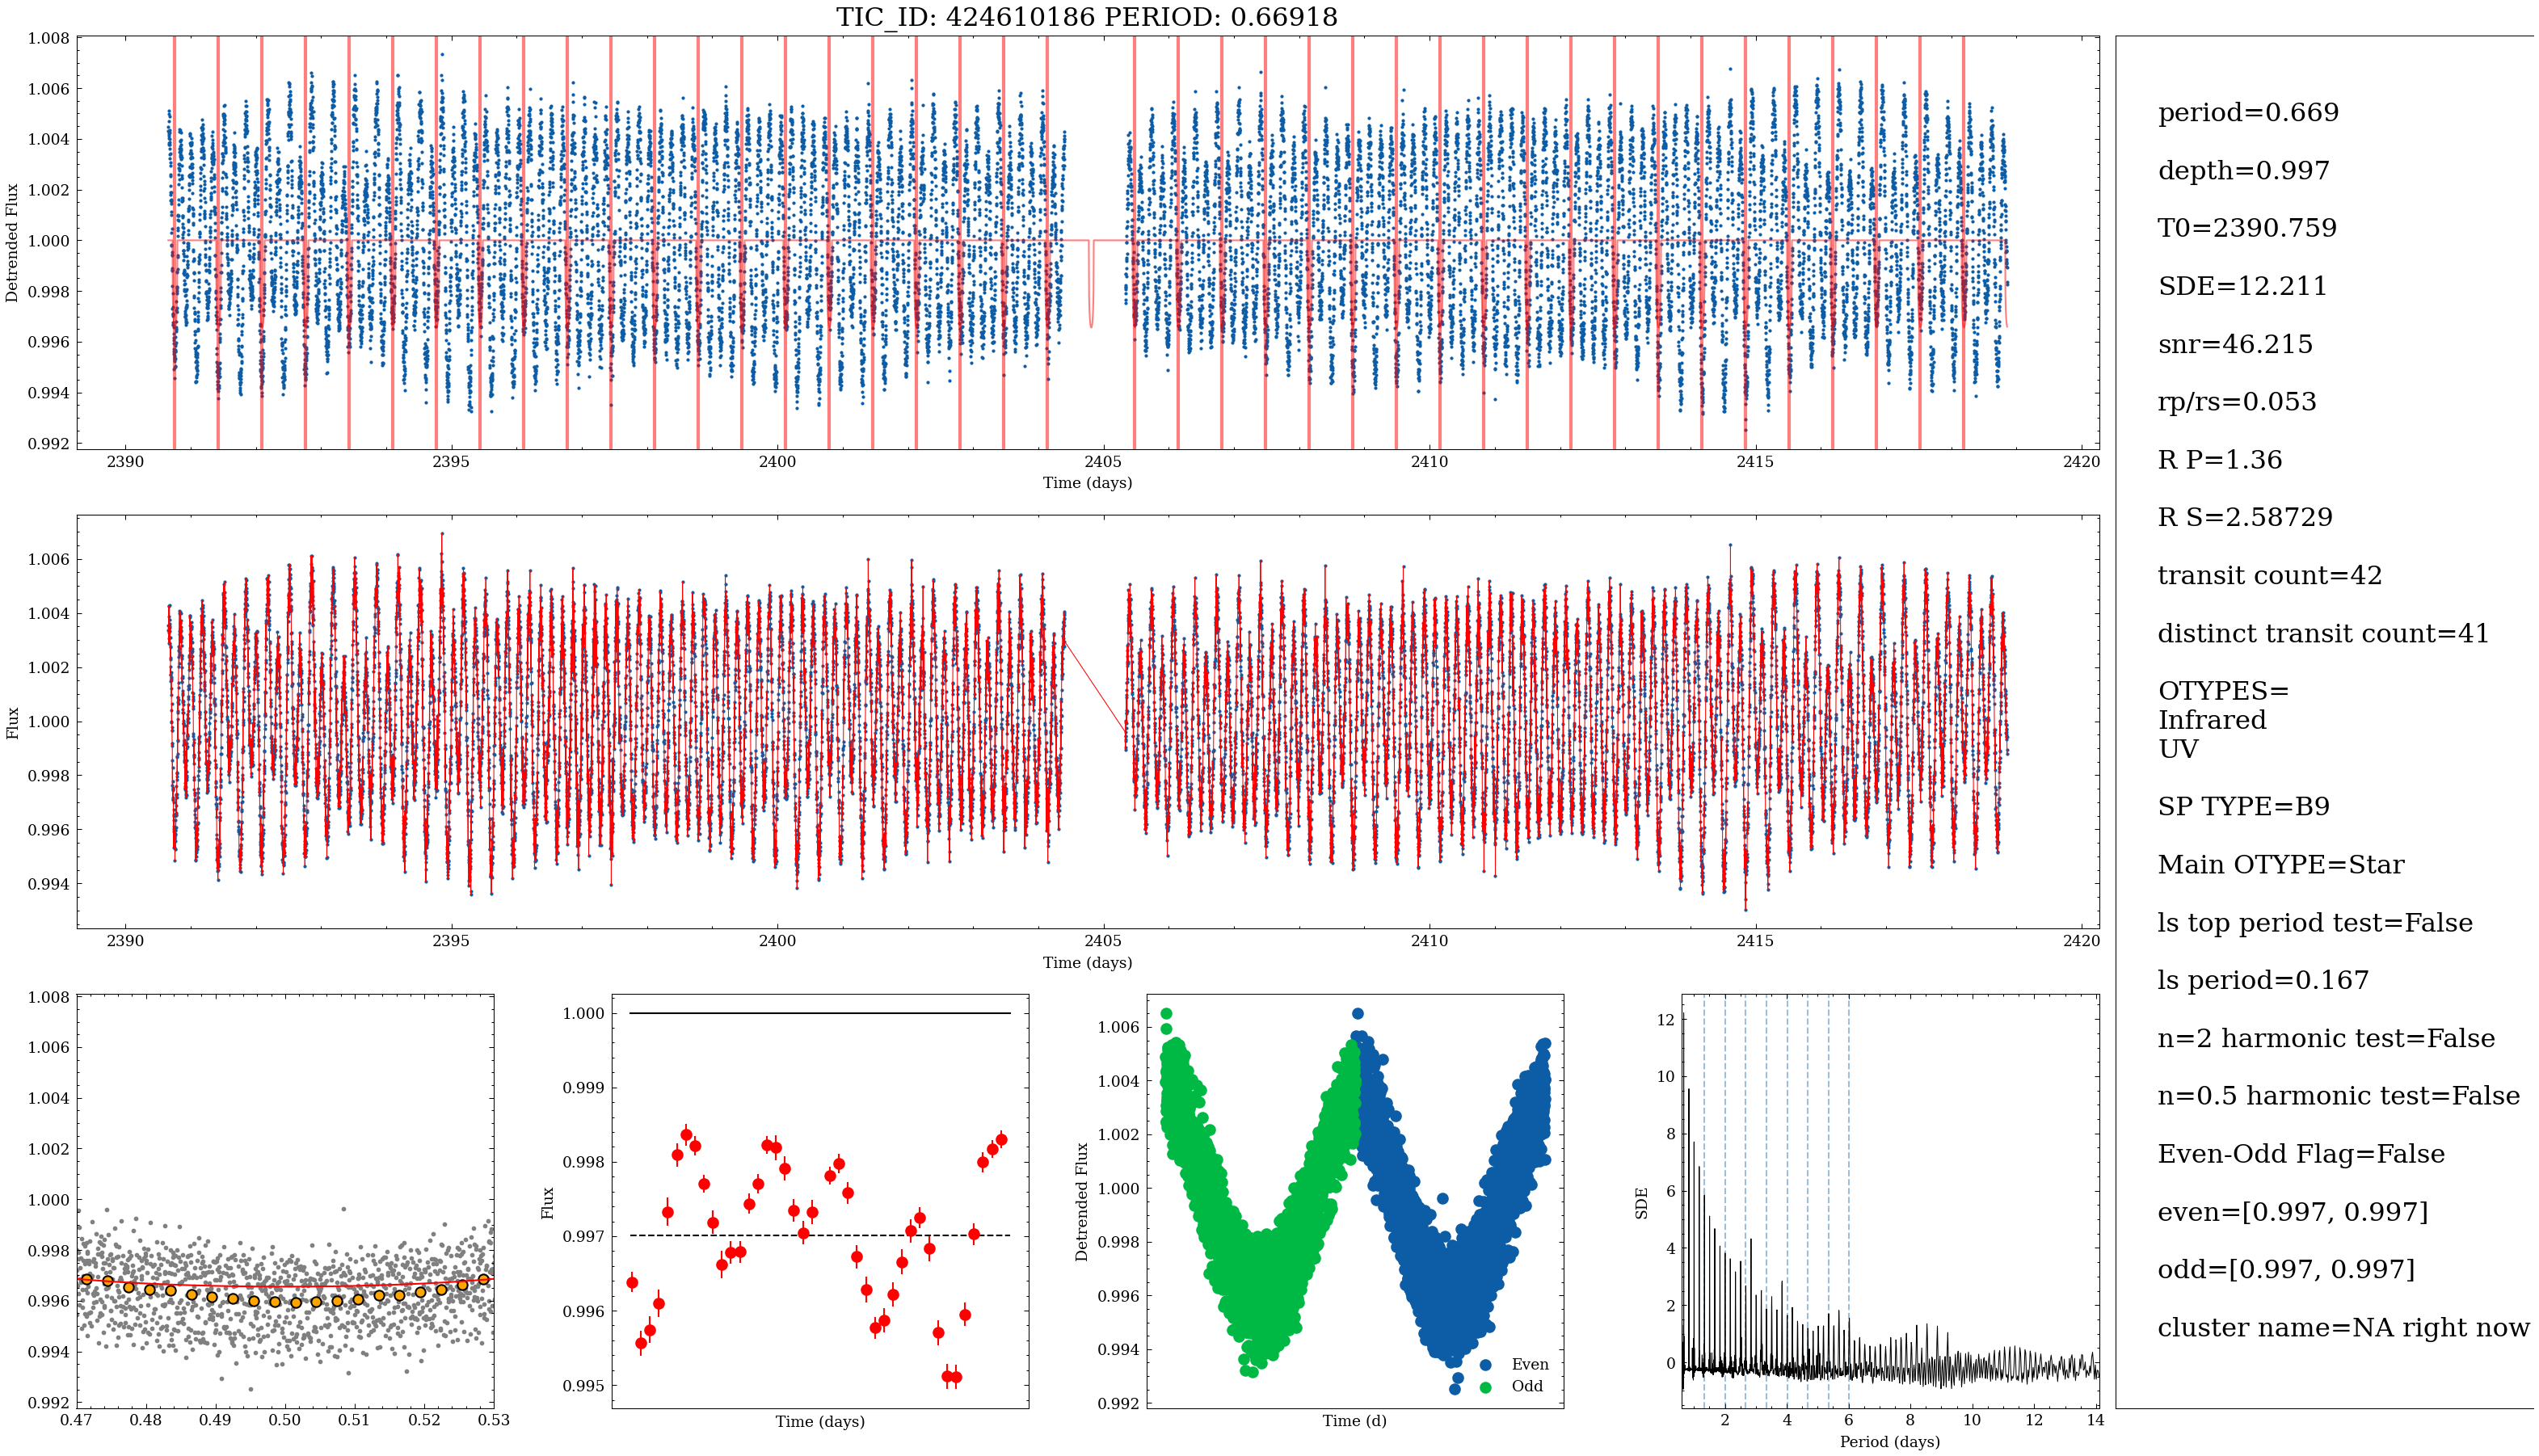 TIC_ID: 424610186 PERIOD: 0.66918
1.008
1.006
1.004
1.002
1.000
0.998
0.996
0.994
0.992
Detrended Flux
2390
2395
2400
2405
2410
2415
2420
Time (days)
1.006
1.004
1.002
1.000
0.998
0.996
0.994
Flux
2390
2395
2400
2405
2410
2415
2420
Time (days)
1.008
1.006
1.004
1.002
1.000
0.998
0.996
0.994
0.992
0.47
0.48
0.49
0.50
0.51
0.52
0.53
1.000
0.999
0.998
0.997
0.996
0.995
Flux
Time (days)
1.006
1.004
1.002
1.000
0.998
0.996
0.994
0.992
Detrended Flux
Even
Odd
Time (d)
12
10
8
6
4
2
0
SDE
2
4
6
8
10
12
14
Period (days)
period=0.669
depth=0.997
T0=2390.759
SDE=12.211
snr=46.215
rp/rs=0.053
R P=1.36
R S=2.58729
transit count=42
distinct transit count=41
OTYPES=
Infrared
UV
SP TYPE=B9
Main OTYPE=Star
ls top period test=False
ls period=0.167
n=2 harmonic test=False
n=0.5 harmonic test=False
Even-Odd Flag=False
even=[0.997, 0.997]
odd=[0.997, 0.997]
cluster name=NA right now